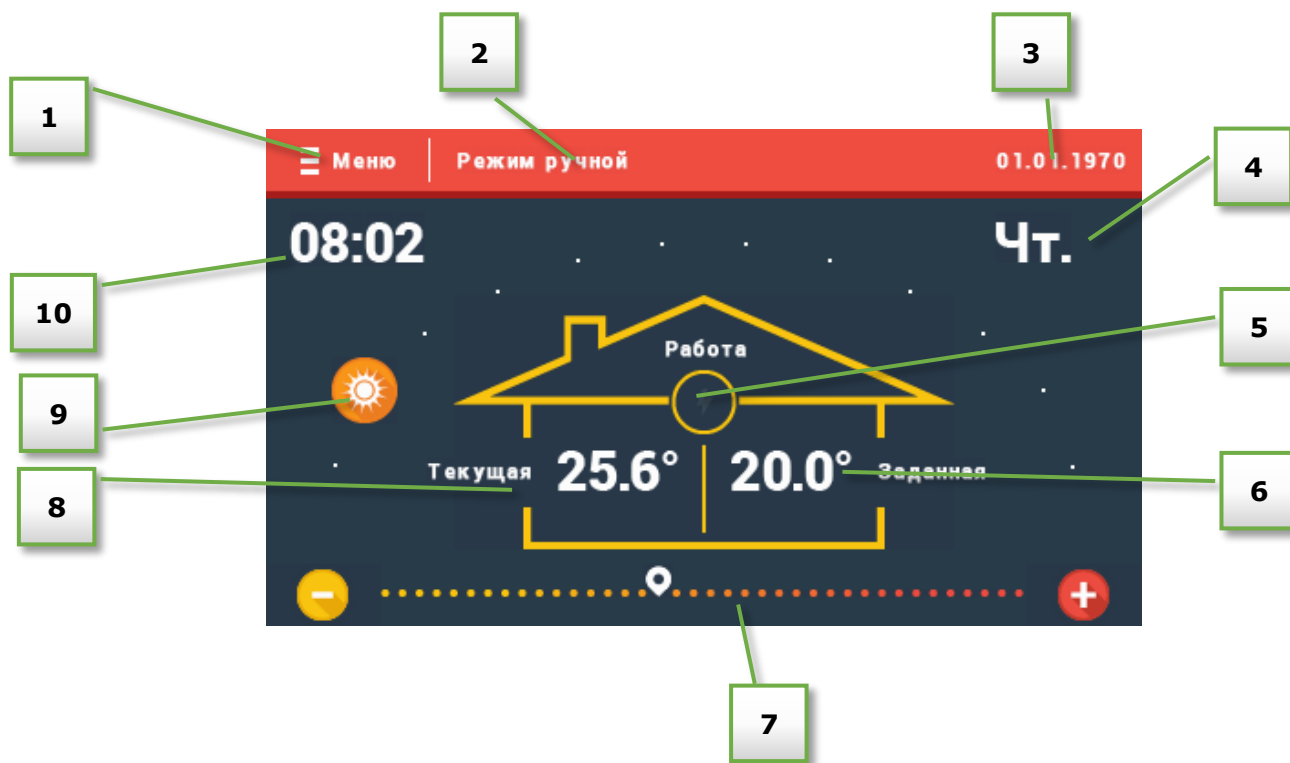 2
3
1
Меню
Режим ручной
01.01.1970
4
08:02
Чт.
10
5
Работа
9
Текущая
25.6°
20.0°
Заданная
8
6
7